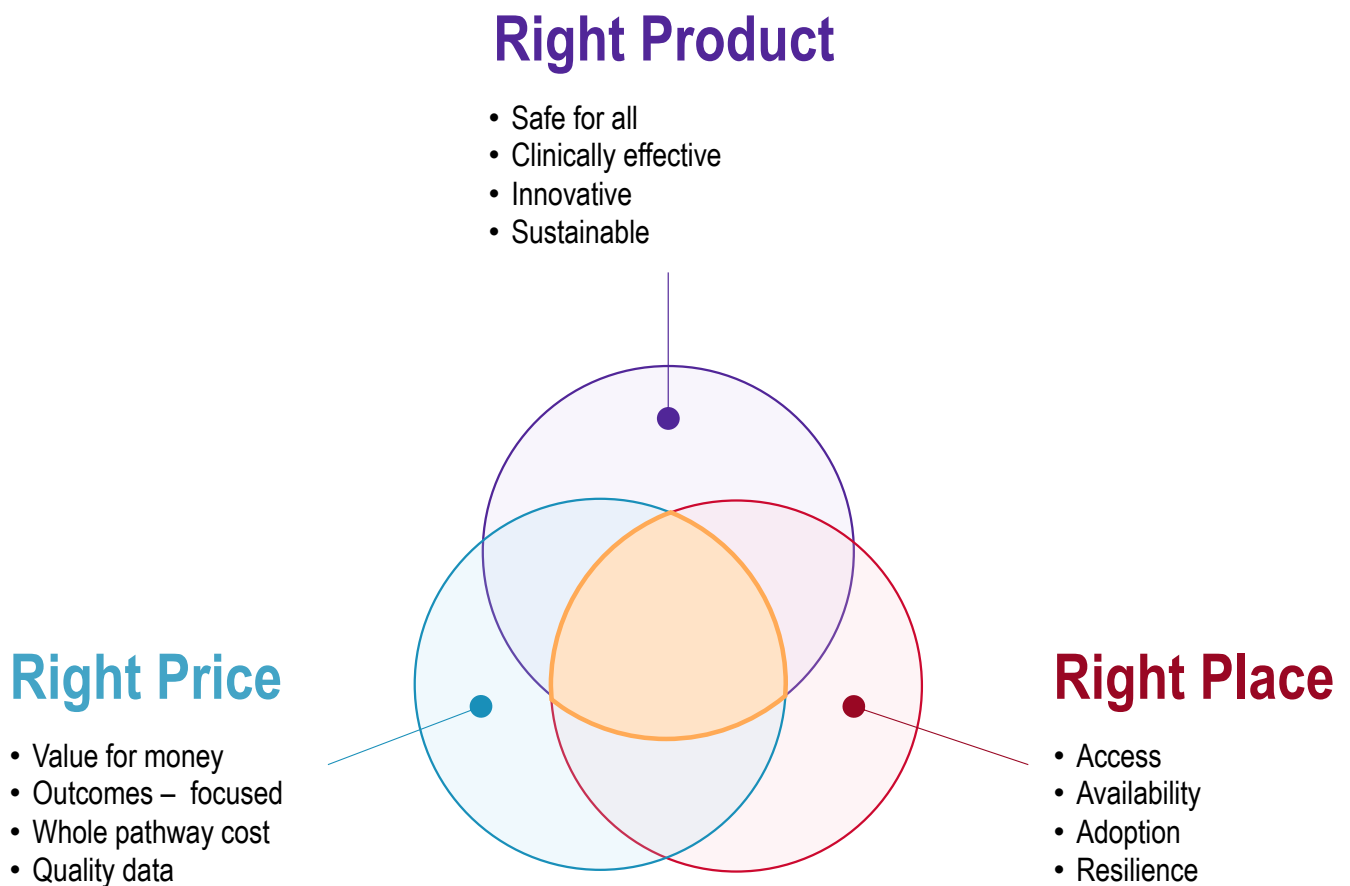 Right Product
• Safe for all
• Clinically effective
• Innovative
• Sustainable
Right Price
• Value for money
• Outcomes – focused
• Whole pathway cost
• Quality data
Right Place
• Access
• Availability
• Adoption
• Resilience